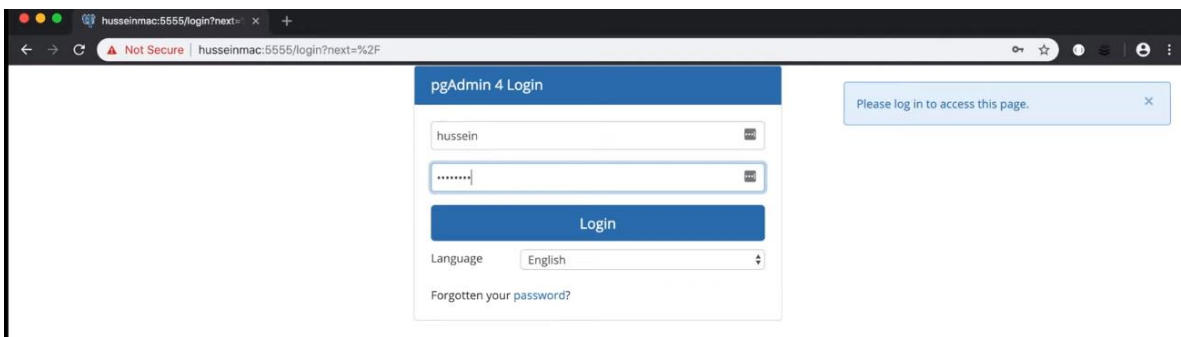 husseinmac:5555/login?next=
Not Secure | husseinmac:5555/login?next=%2F
pgAdmin 4 Login
Please log in to access this page.
hussein
••••••••
Login
Language English
Forgotten your password?